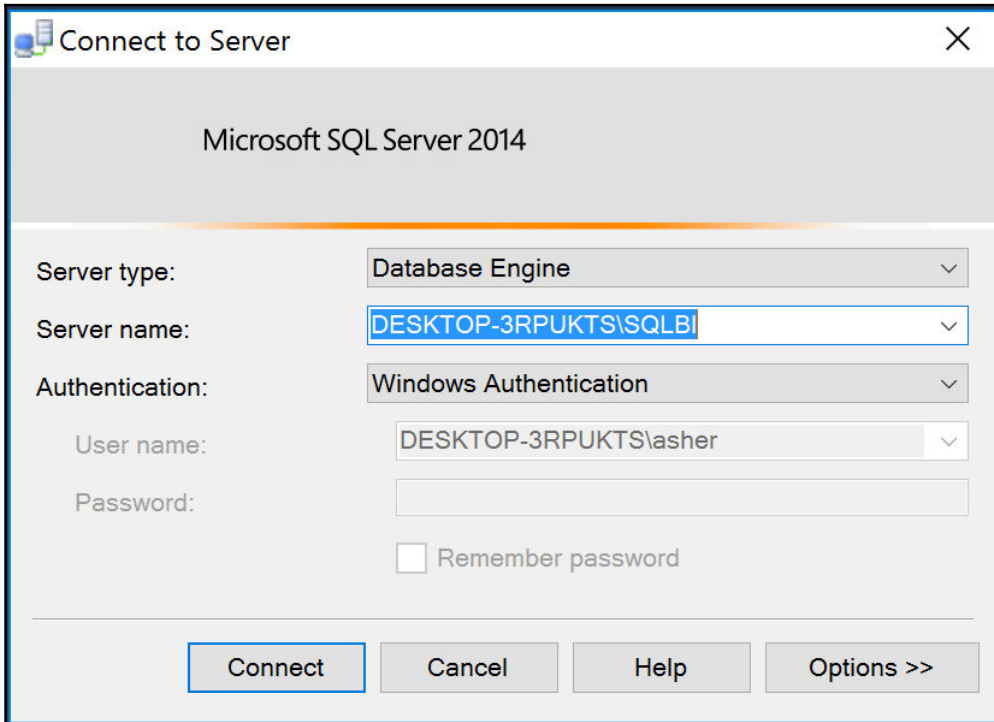 Connect to Server
Microsoft SQL Server 2014
Server type: Database Engine
Server name: DESKTOP-3RPUKTS\SQLBI
Authentication: Windows Authentication
User name: DESKTOP-3RPUKTS\asher
Password:
Remember password
Connect Cancel Help Options >>